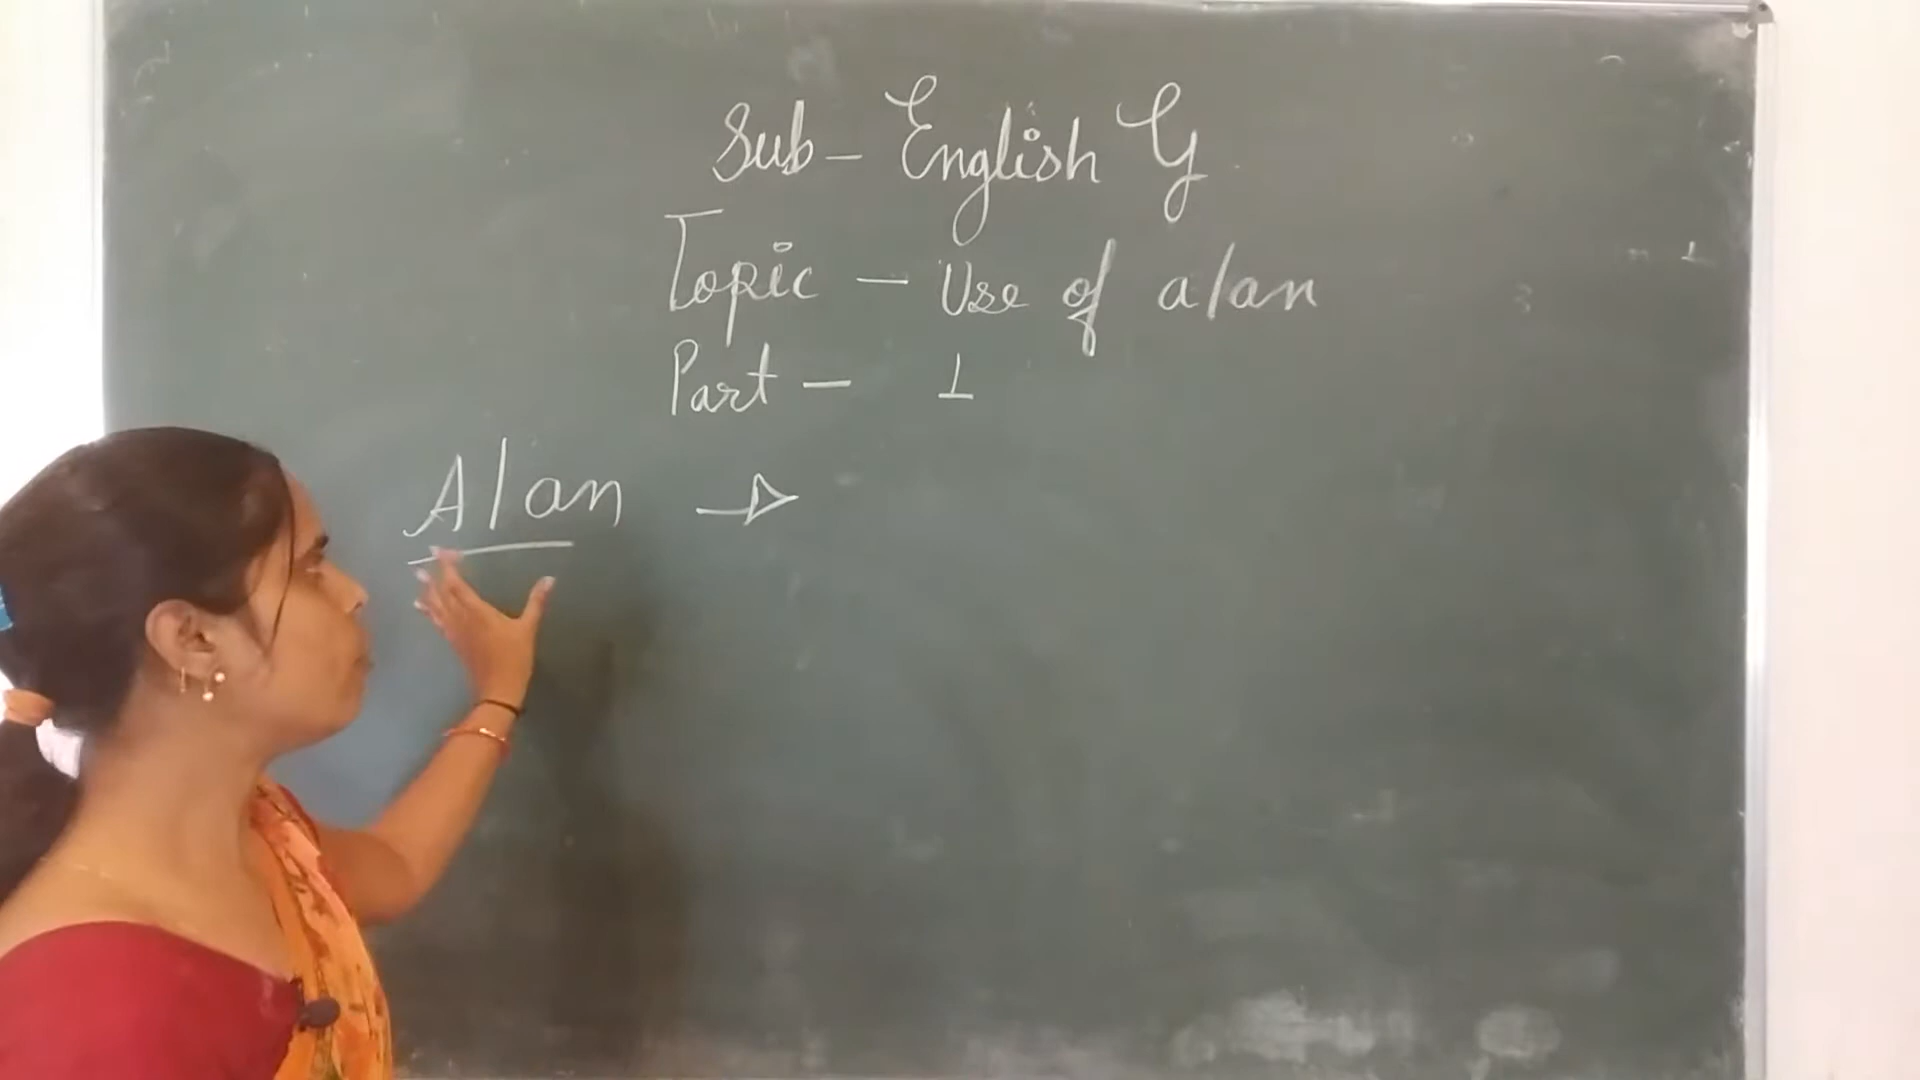 Sub - English G
Topic - Use of a/an
Part - 1
A/an →